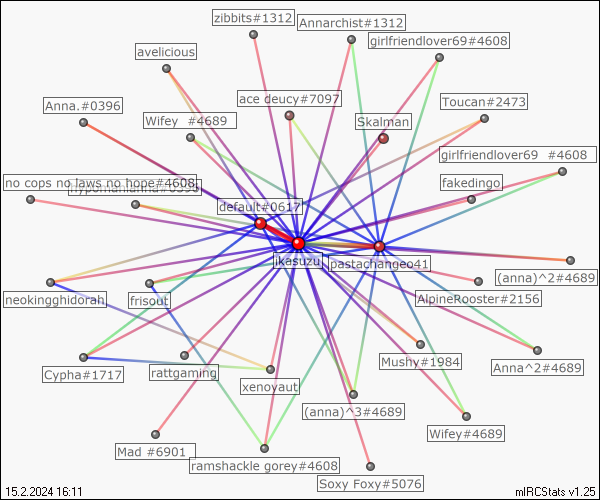 zibbits#1312
Annarchist#1312
girlfriendlover69#4608
avelicious
ace deucy#7097
Toucan#2473
Anna.#0396
Wifey #4689
Skalman
girlfriendlover69 #4608
no cops no laws no hope#4608
fakedingo
default#0617
jkasuzu
pastachangeo41
(anna)^2#4689
neokingghidorah
frisout
AlpineRooster#2156
Cypha#1717
rattgaming
xenoyaut
Mushy#1984
Anna^2#4689
(anna)^3#4689
Wifey#4689
Mad #6901
ramshackle gorey#4608
Soxy Foxy#5076
15.2.2024 16:11
mIRCStats v1.25